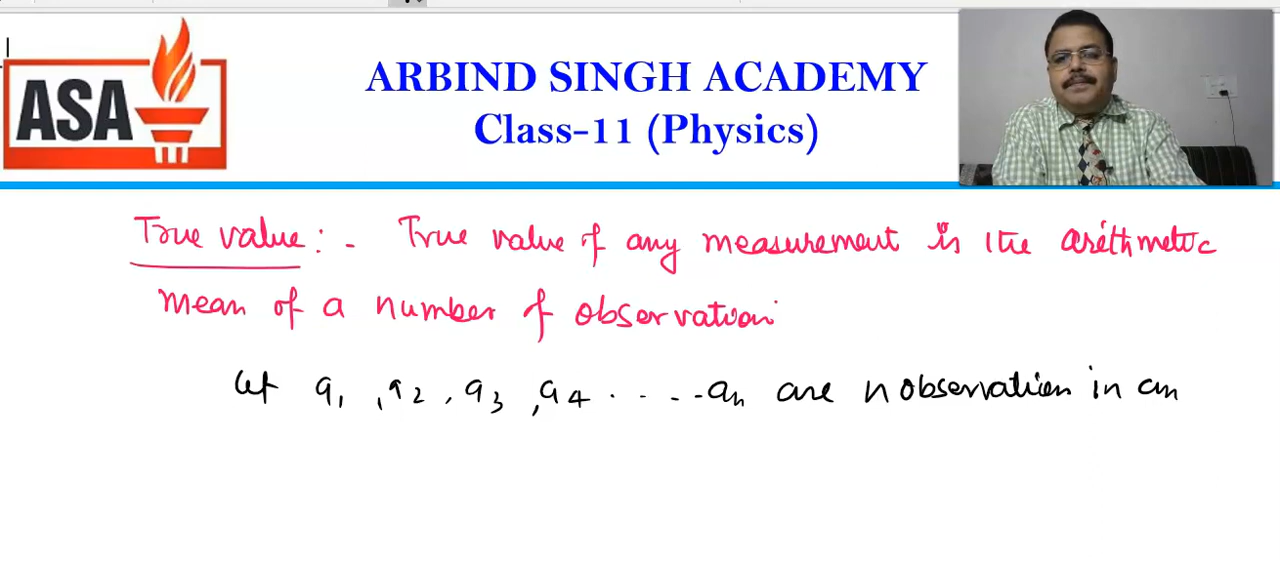 ASA
ARBIND SINGH ACADEMY
Class-11 (Physics)
True value :- True value of any measurement is the arithmetic
mean of a number of observation
let a1, a2, a3, a4 ....... an are n observation in an